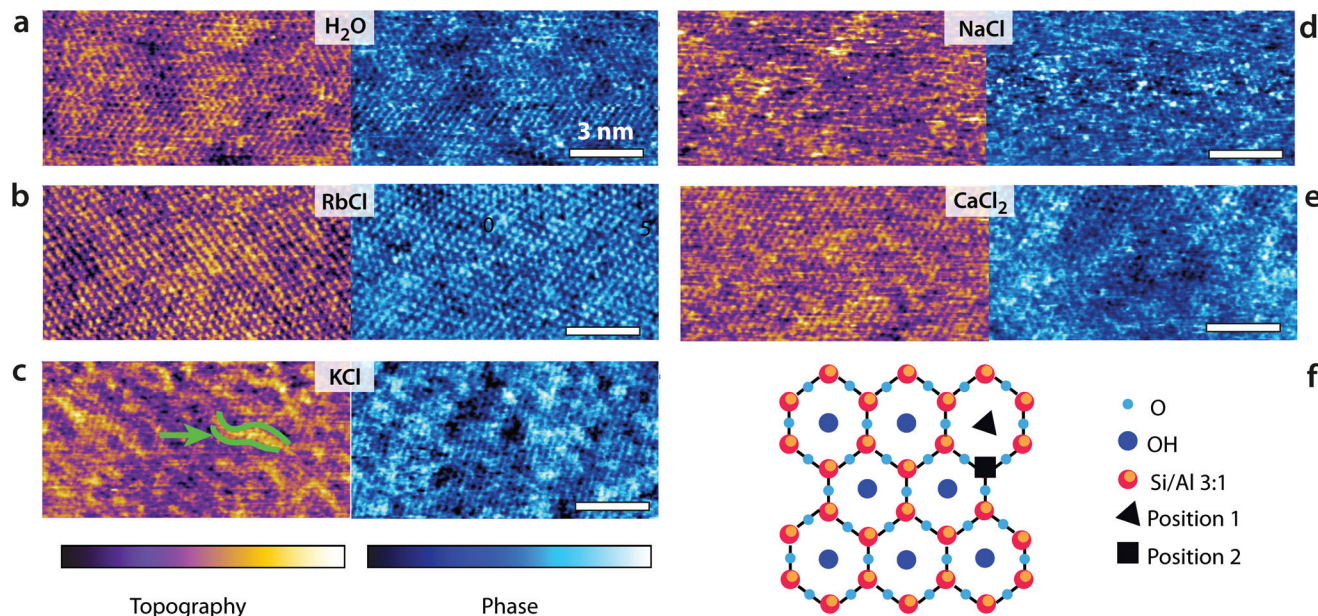 a
H₂O
3 nm
b
RbCl
0
5
c
KCl
Topography
Phase
NaCl
d
CaCl₂
e
f
O
OH
Si/Al 3:1
Position 1
Position 2